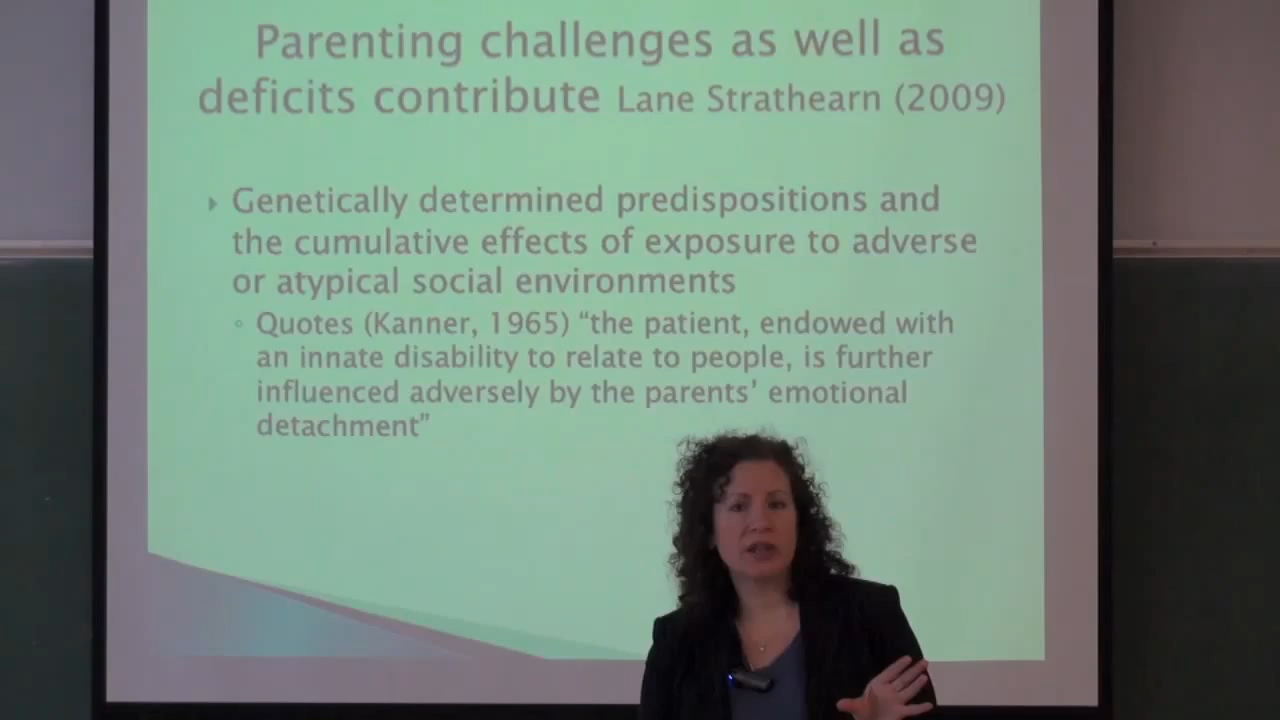 Parenting challenges as well as
deficits contribute Lane Strathearn (2009)
Genetically determined predispositions and
the cumulative effects of exposure to adverse
or atypical social environments
Quotes (Kanner, 1965) “the patient, endowed with
an innate disability to relate to people, is further
influenced adversely by the parents’ emotional
detachment”